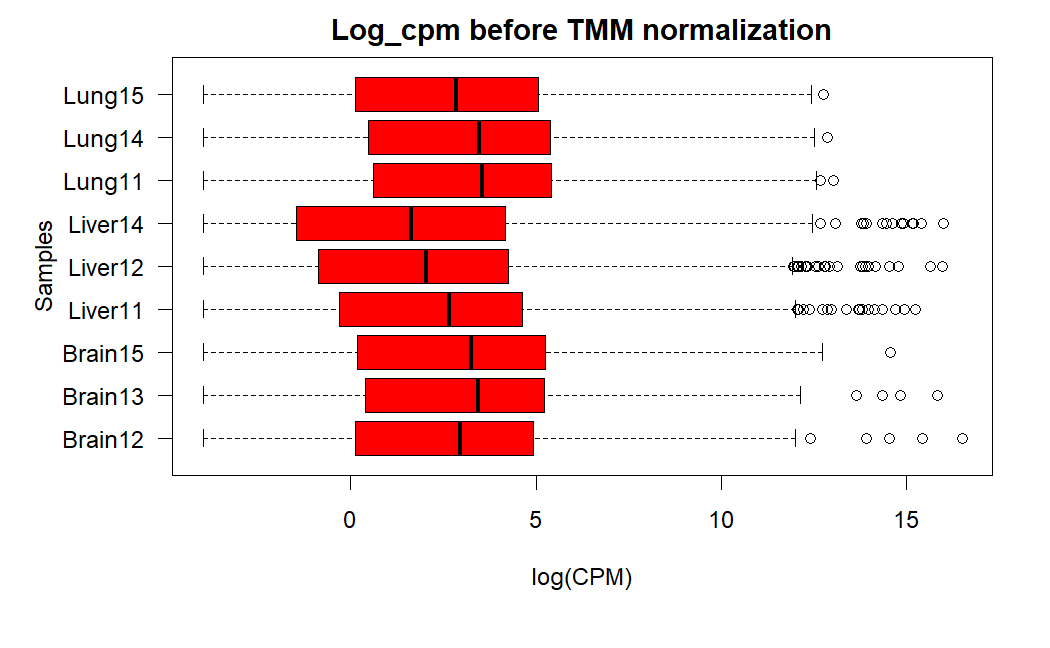 Log_cpm before TMM normalization
Samples
Lung15
Lung14
Lung11
Liver14
Liver12
Liver11
Brain15
Brain13
Brain12
0 5 10 15
log(CPM)